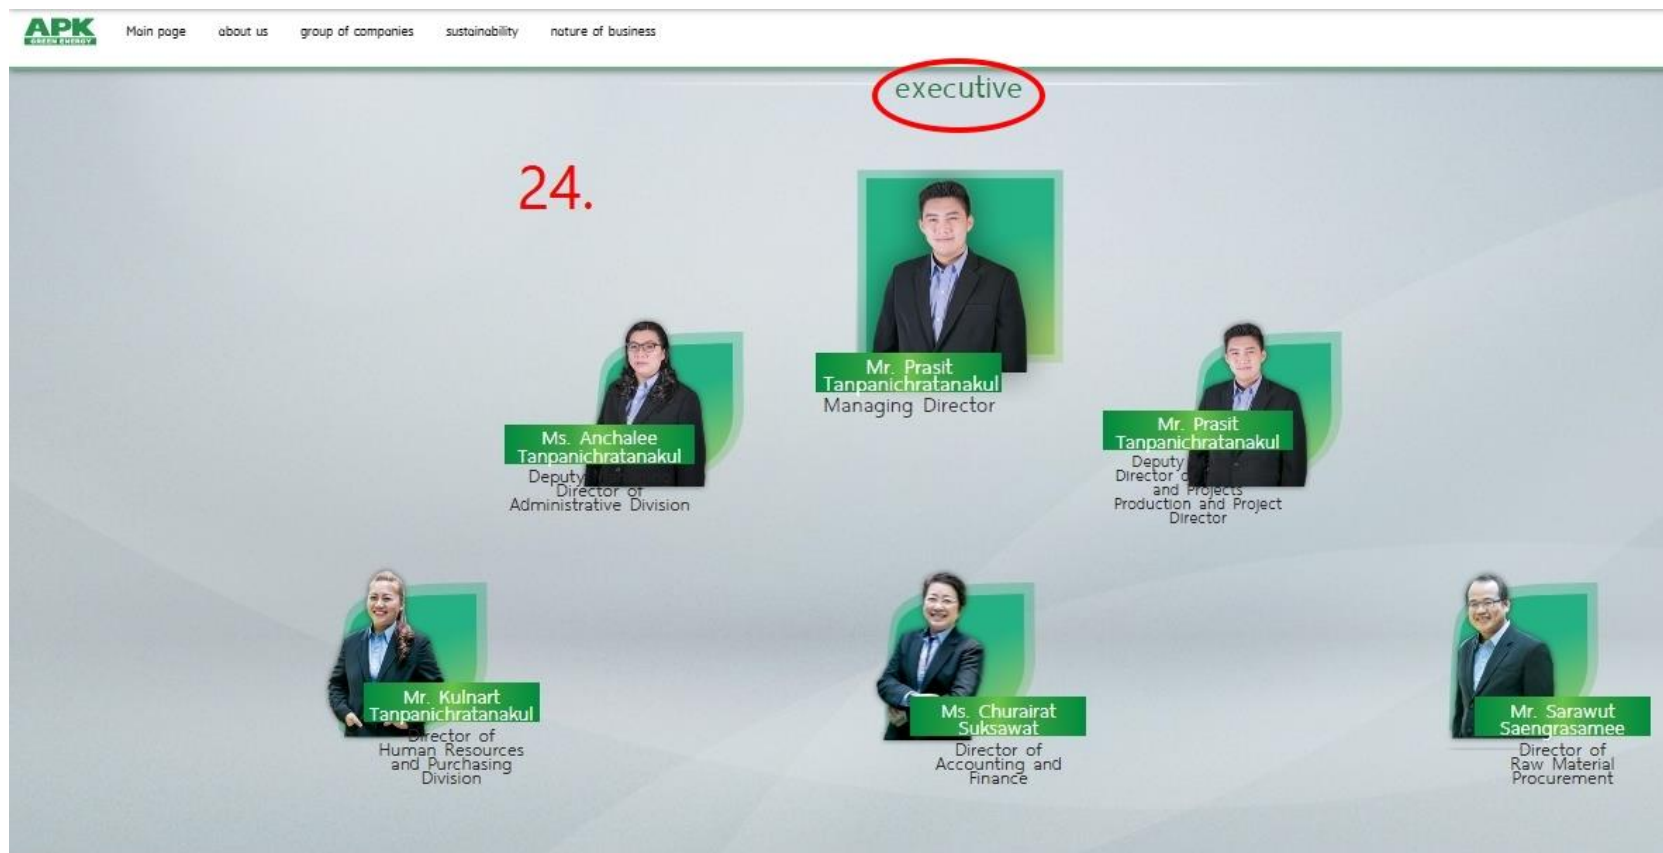 APK
GREEN ENERGY
Main page about us group of companies sustainability nature of business
executive
24.
Mr. Prasit
Tanpanichratanakul
Managing Director
Ms. Anchalee
Tanpanichratanakul
Deputy
Director of
Administrative Division
Mr. Prasit
Tanpanichratanakul
Deputy
Director
and Projects
Production and Project
Director
Mr. Kulnart
Tanpanichratanakul
Director of
Human Resources
and Purchasing
Division
Ms. Churairat
Suksawat
Director of
Accounting and
Finance
Mr. Sarawut
Saengrasamee
Director of
Raw Material
Procurement